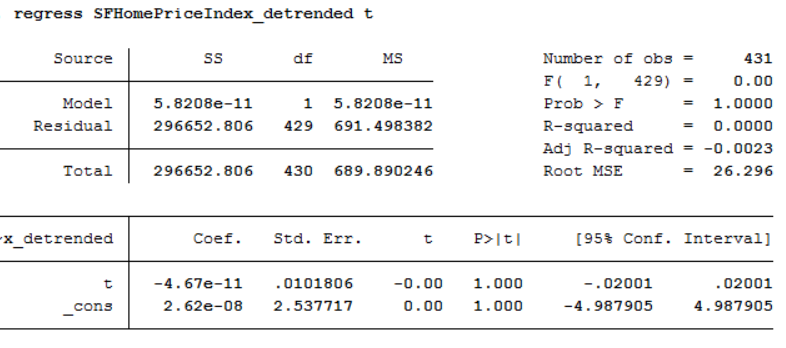 regress SFHomePriceIndex_detrended t
Source SS df MS Number of obs = 431
F( 1, 429) = 0.00
Model 5.8208e-11 1 5.8208e-11 Prob > F = 1.0000
Residual 296652.806 429 691.498382 R-squared = 0.0000
Adj R-squared = -0.0023
Total 296652.806 430 689.890246 Root MSE = 26.296
x_detrended Coef. Std. Err. t P>|t| [95% Conf. Interval]
t -4.67e-11 .0101806 -0.00 1.000 -.02001 .02001
_cons 2.62e-08 2.537717 0.00 1.000 -4.987905 4.987905